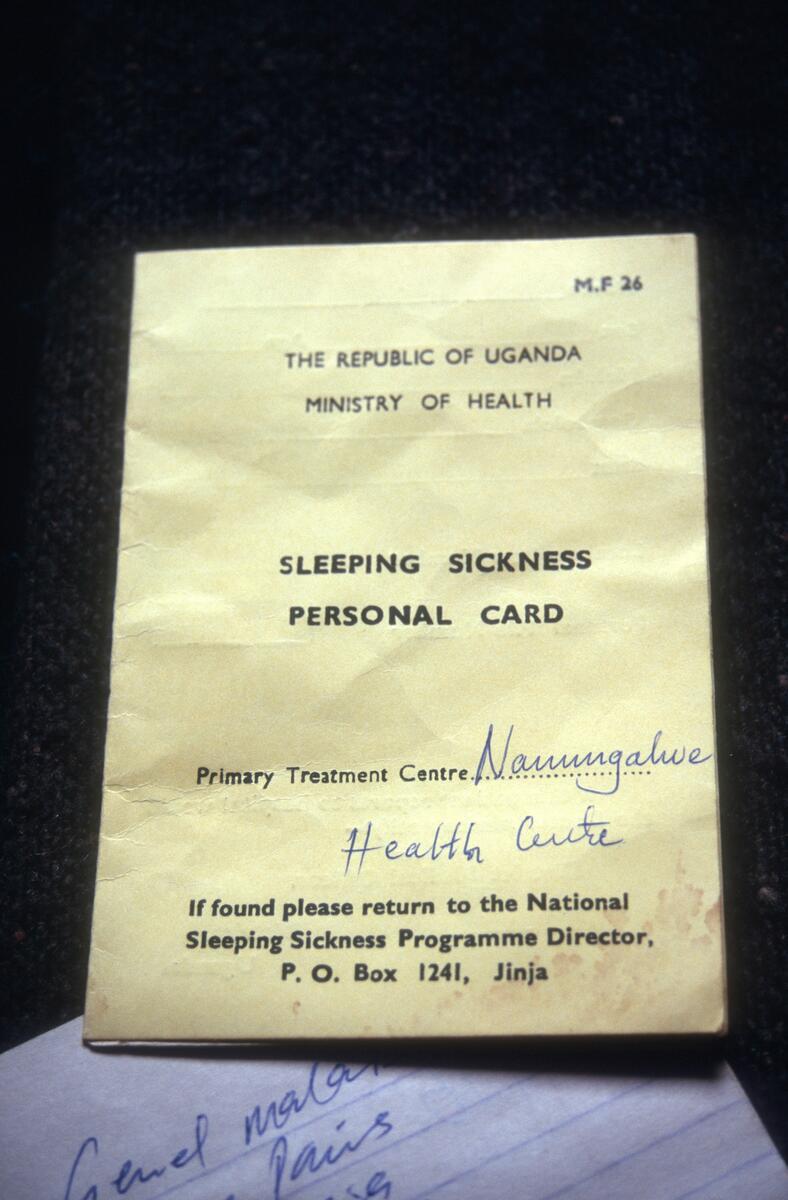 M.F 26
THE REPUBLIC OF UGANDA
MINISTRY OF HEALTH
SLEEPING SICKNESS
PERSONAL CARD
Primary Treatment Centre Namungalwe
Health Centre
If found please return to the National
Sleeping Sickness Programme Director,
P. O. Box 1241, Jinja
Pains